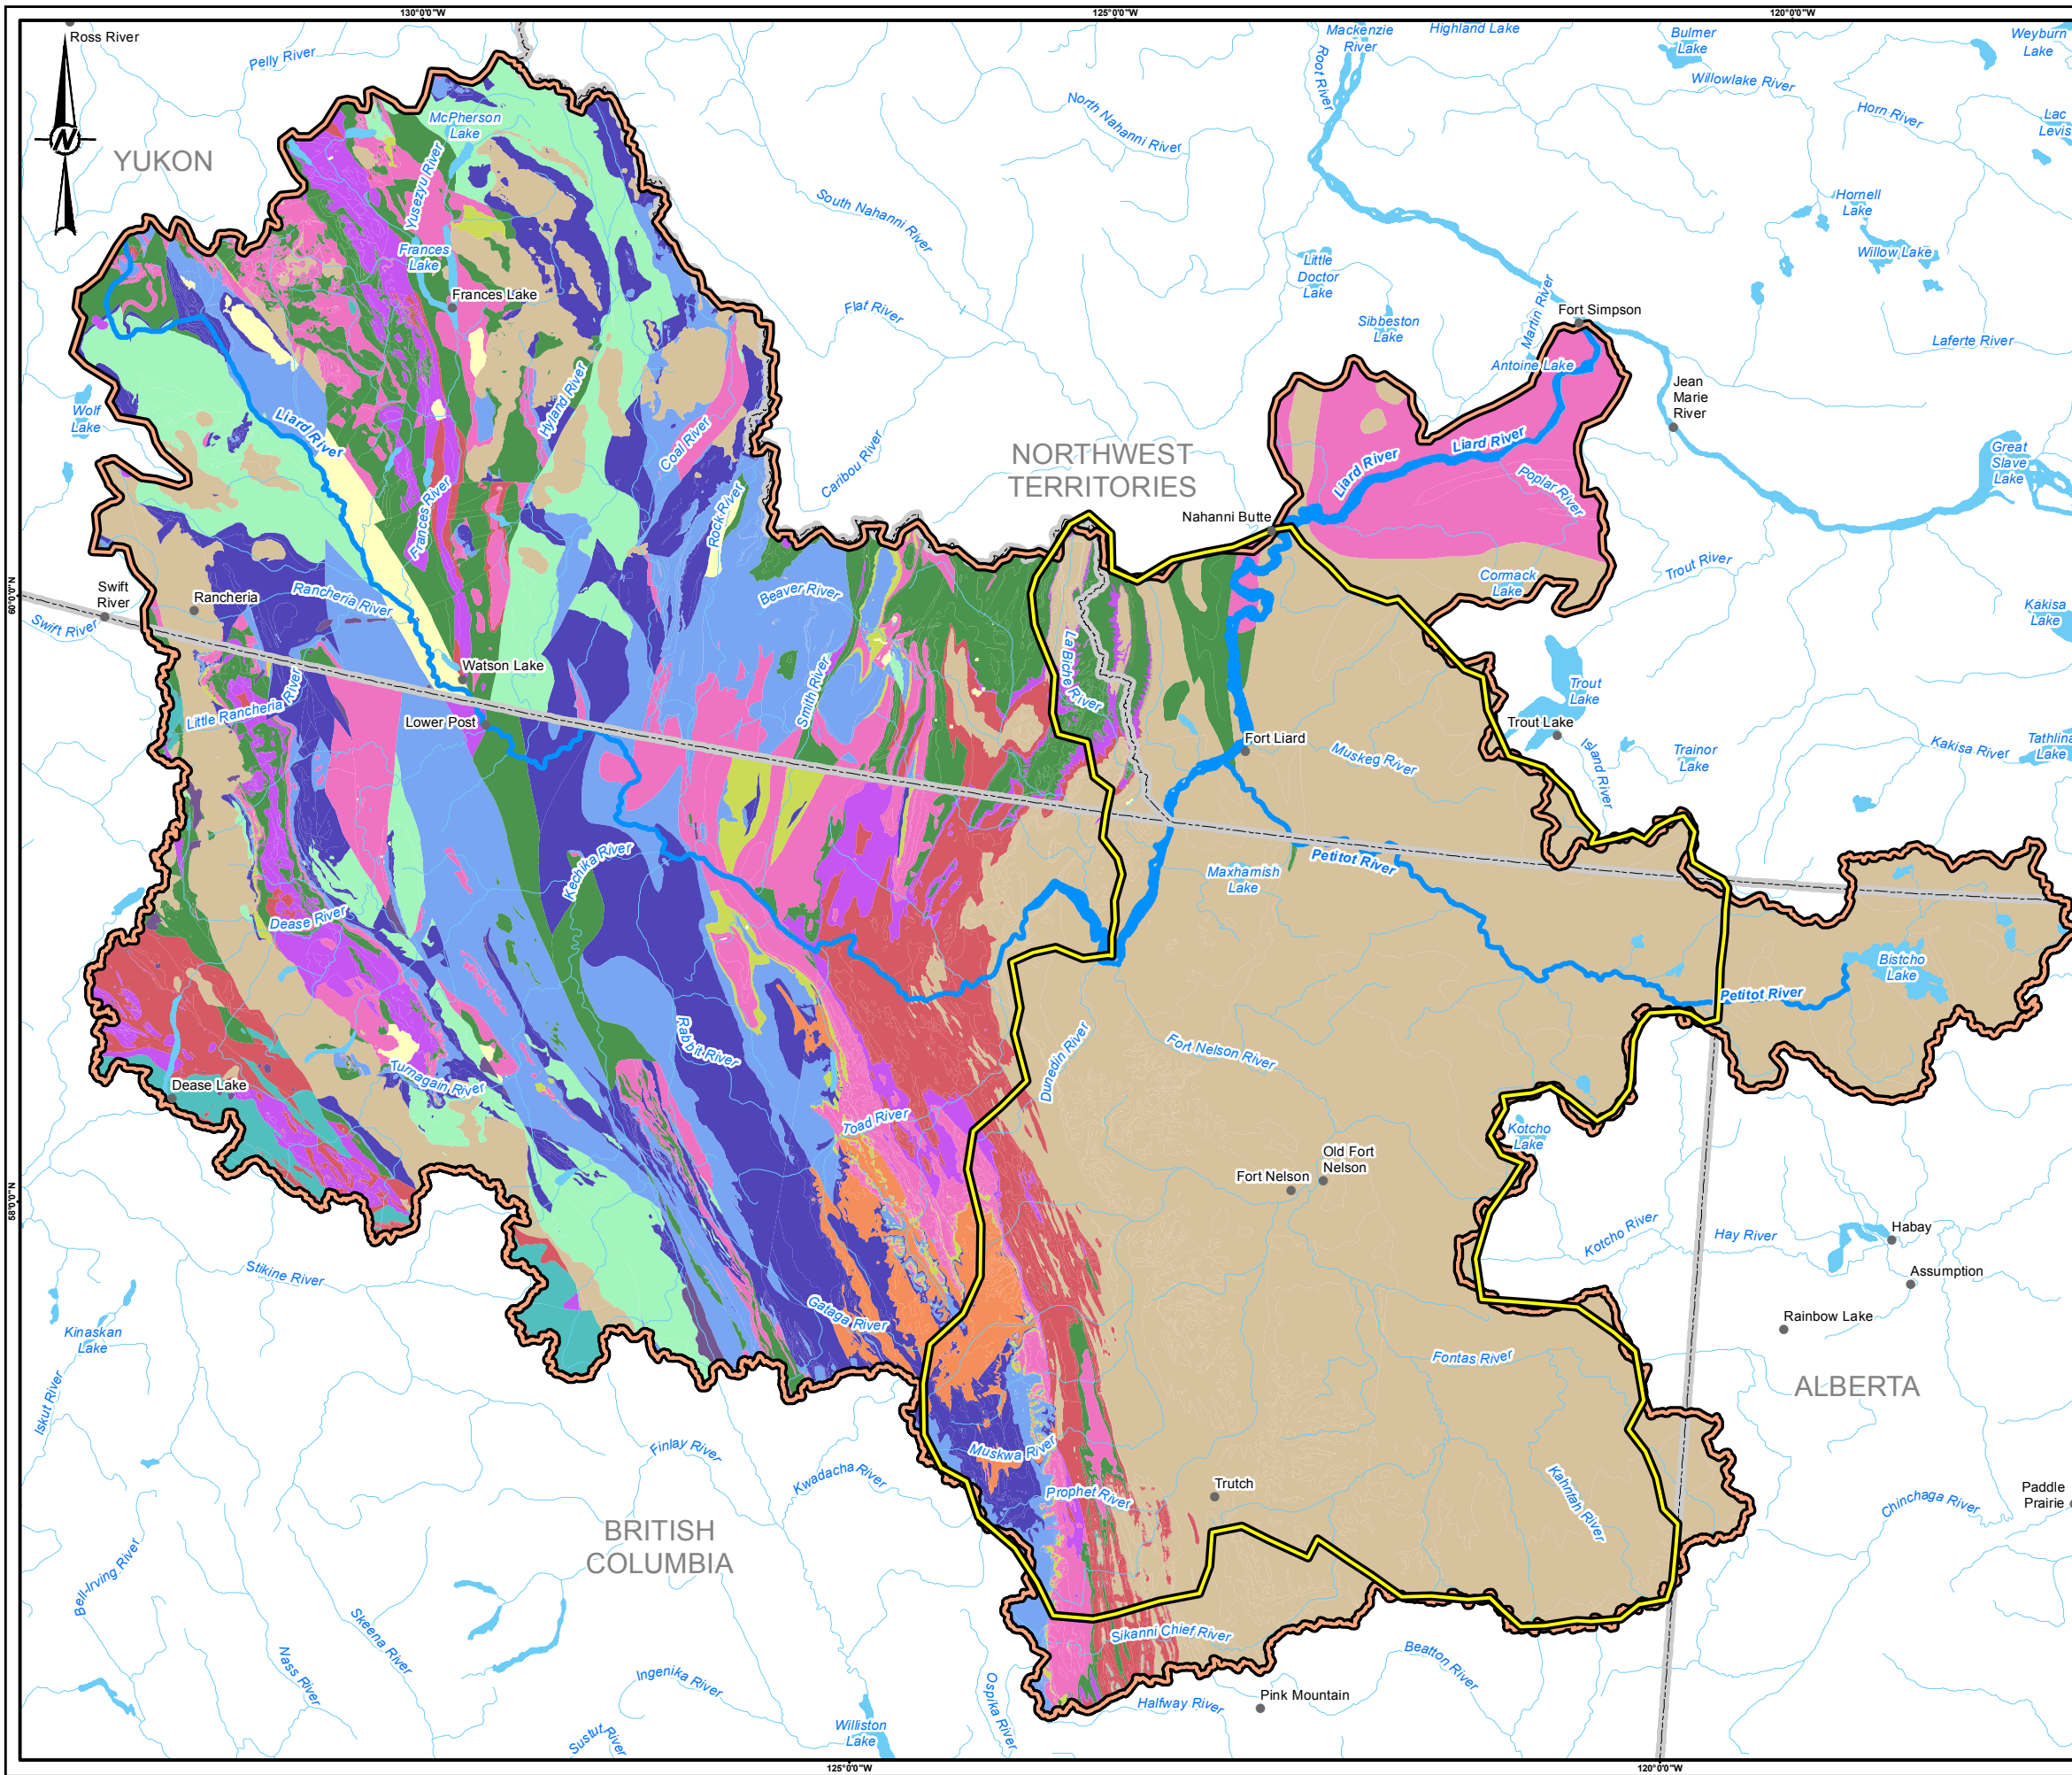 130°0'0"W
125°0'0"W
120°0'0"W
Ross River
Pelly River
Mackenzie
River
Root River
Highland Lake
Bulmer
Lake
Weyburn
Lake
Willowlake River
McPherson
Lake
N
YUKON
North Nahanni River
Horn River
Lac
Levis
Yusezyu River
South Nahanni River
Hornell
Lake
Frances
Lake
Little
Doctor
Lake
Willow Lake
Frances Lake
Flat River
Sibbeston
Lake
Martin River
Fort Simpson
Laferte River
Antoine Lake
Jean
Marie
River
Wolf
Lake
Liard River
Hyland River
Coal River
Caribou River
NORTHWEST
TERRITORIES
Liard River
Liard River
Great
Slave
Lake
Poplar River
Frances River
Rock River
Nahanni Butte
Trout River
Cormack
Lake
60°0'0"N
Swift
River
Rancheria
Rancheria River
Beaver River
Kakisa
Lake
Swift River
La Biche River
Watson Lake
Smith River
Little Rancheria River
Trout
Lake
Lower Post
Trout Lake
Fort Liard
Muskeg River
Island River
Trainor
Lake
Kakisa River
Tathlina
Lake
Kechika River
Petitot River
Maxhamish
Lake
Dease River
Bistcho
Lake
Petitot River
Rabbit River
Dunedin River
Fort Nelson River
Turnagain River
Dease Lake
Toad River
Kotcho
Lake
Old Fort
Nelson
Fort Nelson
58°0'0"N
Kotcho River
Hay River
Habay
Stikine River
Assumption
Gataga River
Rainbow Lake
Kinaskan
Lake
Fontas River
ALBERTA
Iskut River
Finlay River
Muskwa River
Kwadacha River
Prophet River
Trutch
Kahntah River
Chinchaga River
Paddle
Prairie
BRITISH
COLUMBIA
Bell-Irving River
Skeena River
Sikanni Chief River
Nass River
Ingenika River
Ospika River
Beatton River
Halfway River
Pink Mountain
Williston
Lake
Sustut River
125°0'0"W
120°0'0"W